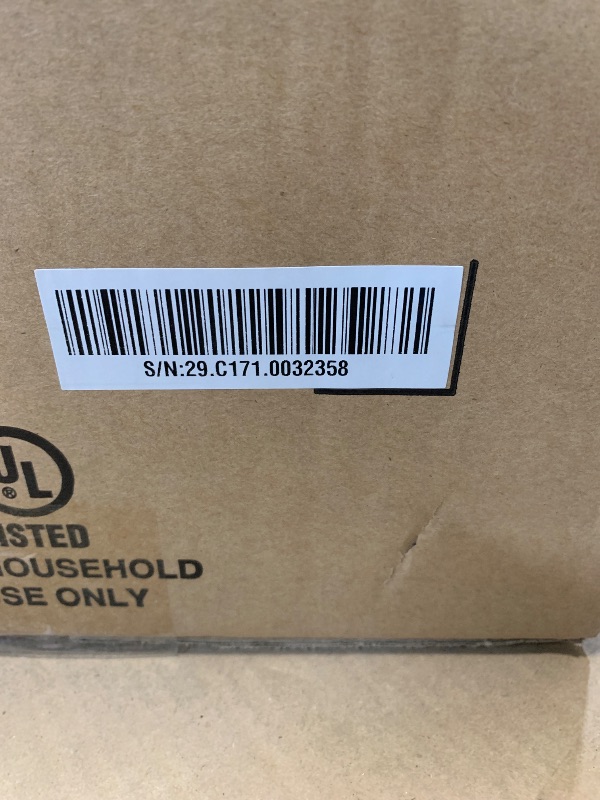 S/N:29.C171.0032358
UL
®
ISTED
HOUSEHOLD
SE ONLY